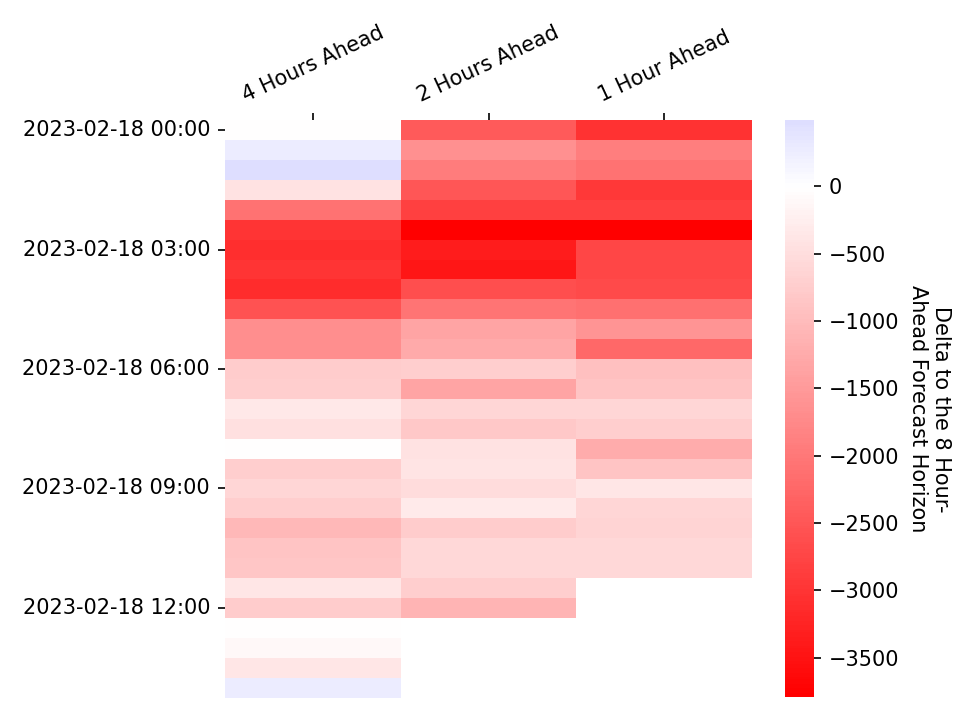 4 Hours Ahead
2 Hours Ahead
1 Hour Ahead
2023-02-18 00:00
2023-02-18 03:00
2023-02-18 06:00
2023-02-18 09:00
2023-02-18 12:00
0
−500
−1000
−1500
−2000
−2500
−3000
−3500
Delta to the 8 Hour-
Ahead Forecast Horizon